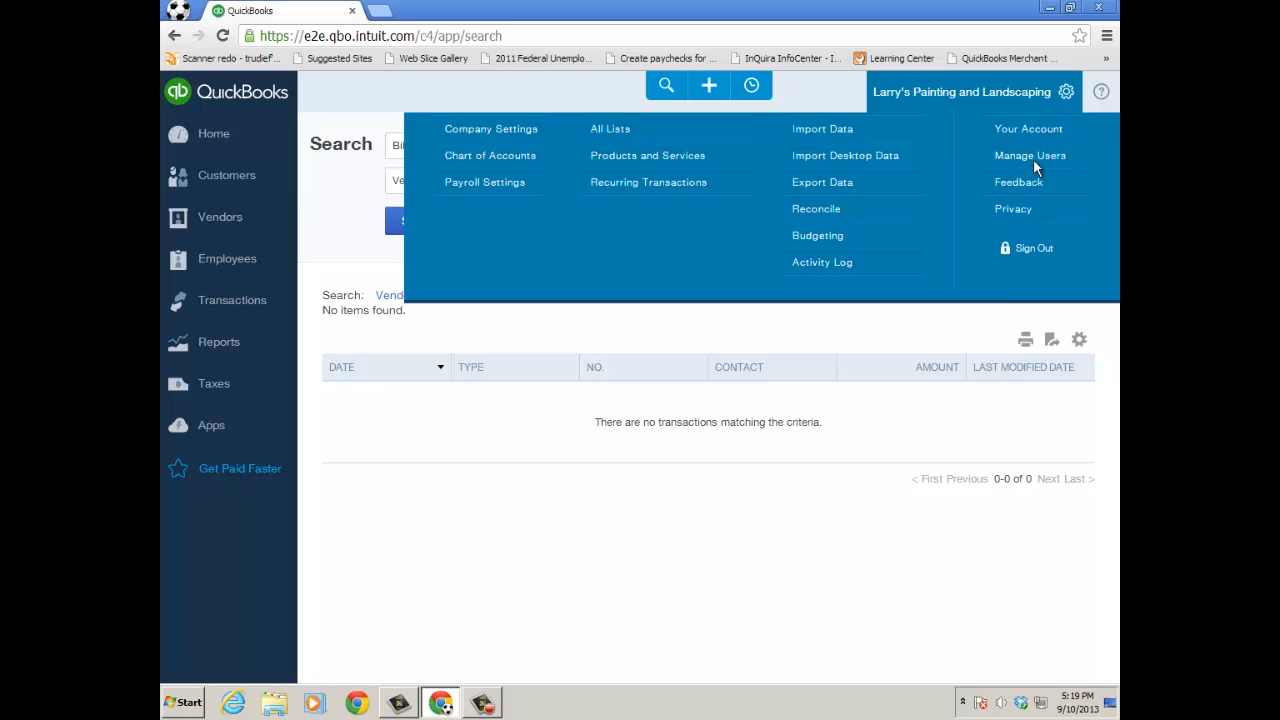 QuickBooks
https://e2e.qbo.intuit.com/c4/app/search
Scanner redo - trudief ... Suggested Sites Web Slice Gallery 2011 Federal Unemplo... Create paychecks for ... InQuira InfoCenter - I... Learning Center QuickBooks Merchant ... »
qb QuickBooks
Larry's Painting and Landscaping
Home
Customers
Vendors
Employees
Transactions
Reports
Taxes
Apps
Get Paid Faster
Search
Company Settings
Chart of Accounts
Payroll Settings
All Lists
Products and Services
Recurring Transactions
Import Data
Import Desktop Data
Export Data
Reconcile
Budgeting
Activity Log
Your Account
Manage Users
Feedback
Privacy
Sign Out
Search: Vend
No items found.
DATE TYPE NO. CONTACT AMOUNT LAST MODIFIED DATE
There are no transactions matching the criteria.
< First Previous 0-0 of 0 Next Last >
Start
5:19 PM
9/10/2013